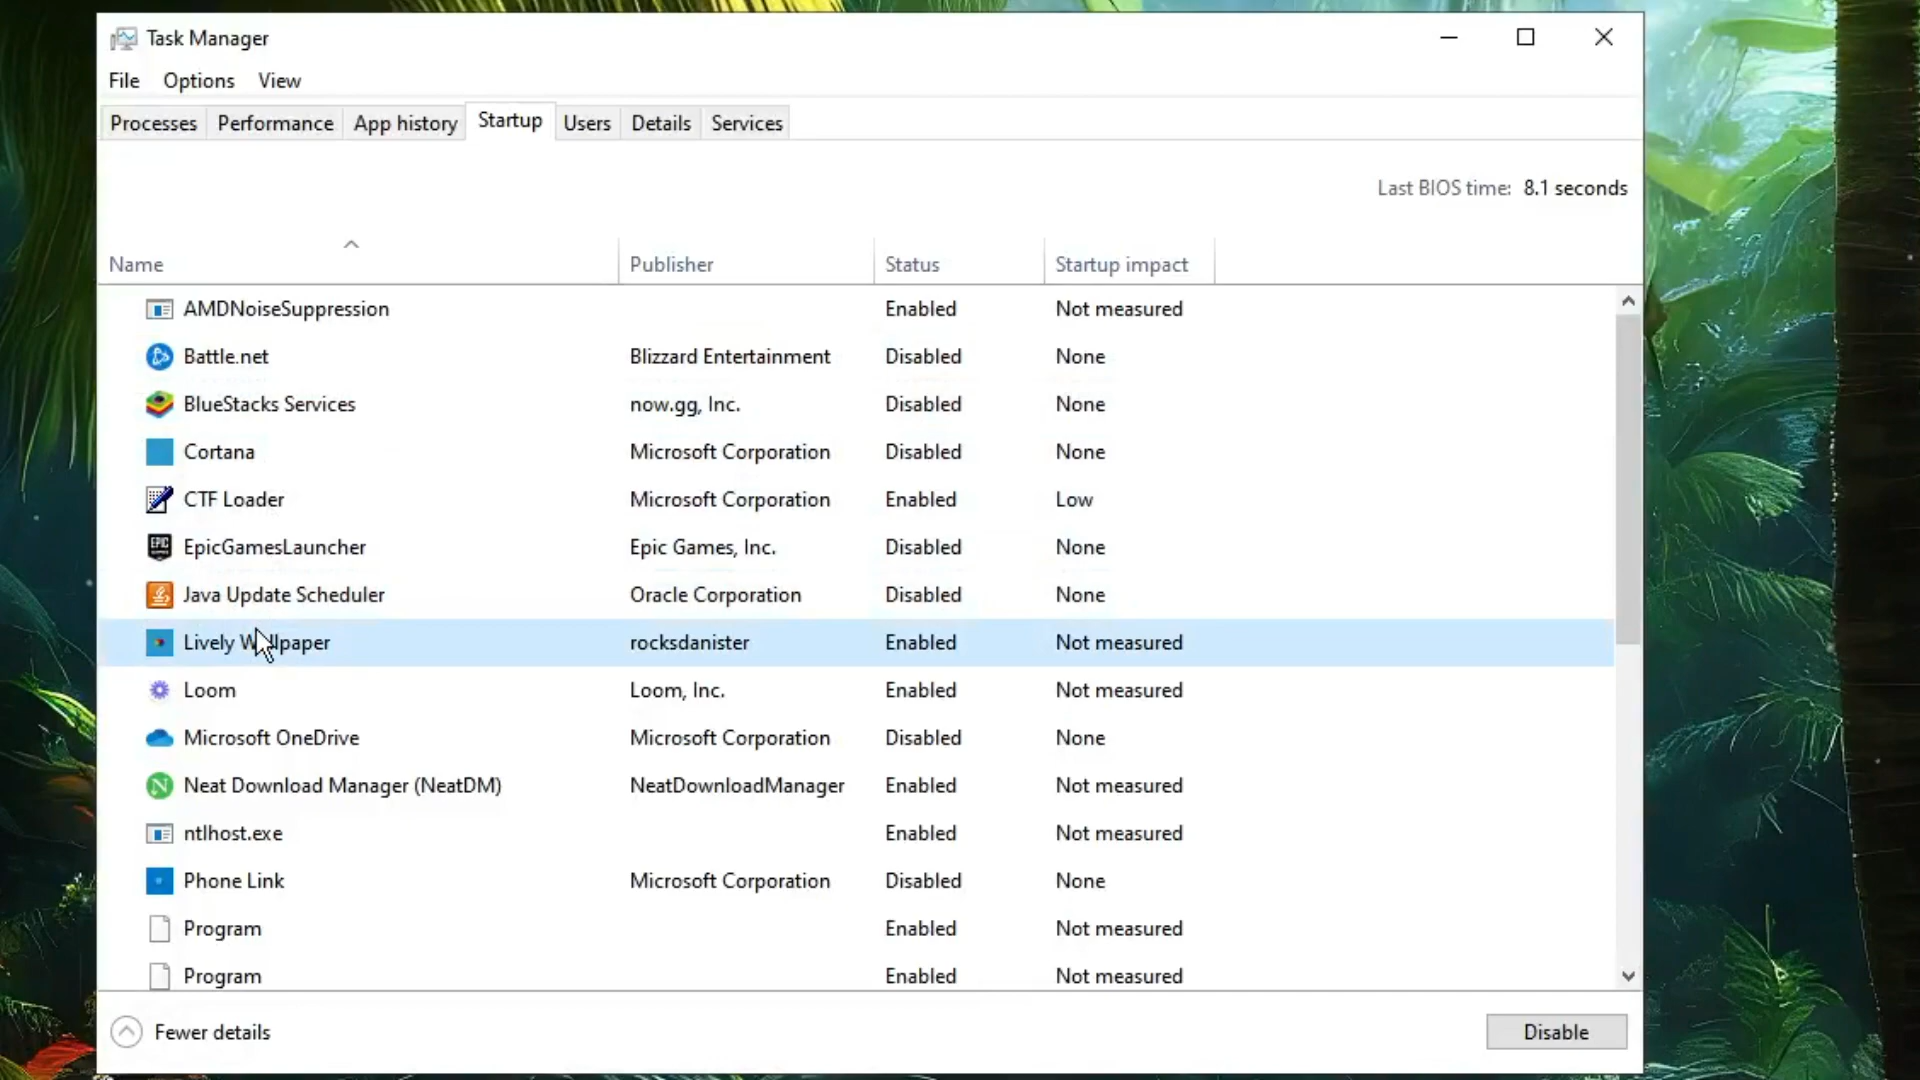 Task Manager
File Options View
Processes Performance App history Startup Users Details Services
Last BIOS time: 8.1 seconds
Name Publisher Status Startup impact
AMDNoiseSuppression Enabled Not measured
Battle.net Blizzard Entertainment Disabled None
BlueStacks Services now.gg, Inc. Disabled None
Cortana Microsoft Corporation Disabled None
CTF Loader Microsoft Corporation Enabled Low
EPIC EpicGamesLauncher Epic Games, Inc. Disabled None
Java Update Scheduler Oracle Corporation Disabled None
Lively Wallpaper rocksdanister Enabled Not measured
Loom Loom, Inc. Enabled Not measured
Microsoft OneDrive Microsoft Corporation Disabled None
N Neat Download Manager (NeatDM) NeatDownloadManager Enabled Not measured
ntlhost.exe Enabled Not measured
Phone Link Microsoft Corporation Disabled None
Program Enabled Not measured
Program Enabled Not measured
Fewer details Disable